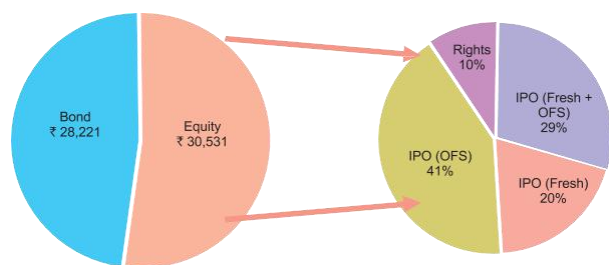 Bond
₹ 28,221
Equity
₹ 30,531
Rights
10%
IPO (Fresh +
OFS)
29%
IPO (OFS)
41%
IPO (Fresh)
20%